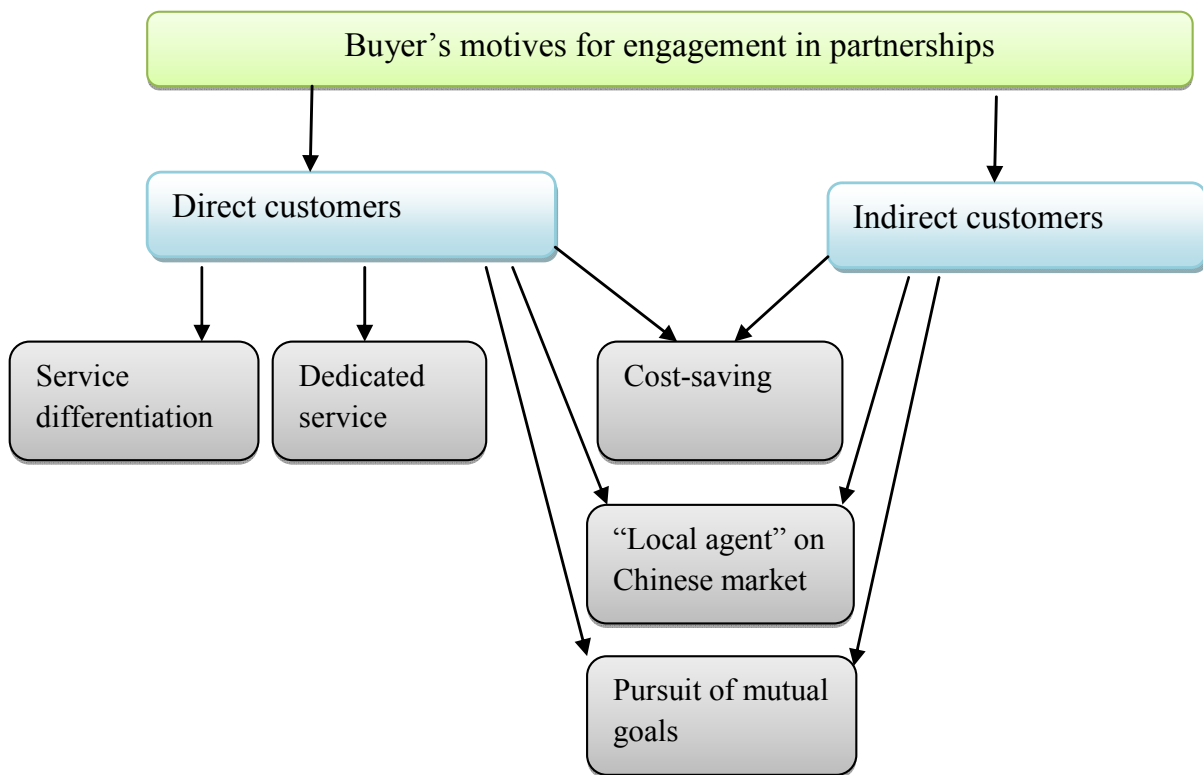 Buyer’s motives for engagement in partnerships
Direct customers
Indirect customers
Service
differentiation
Dedicated
service
Cost-saving
“Local agent” on
Chinese market
Pursuit of mutual
goals